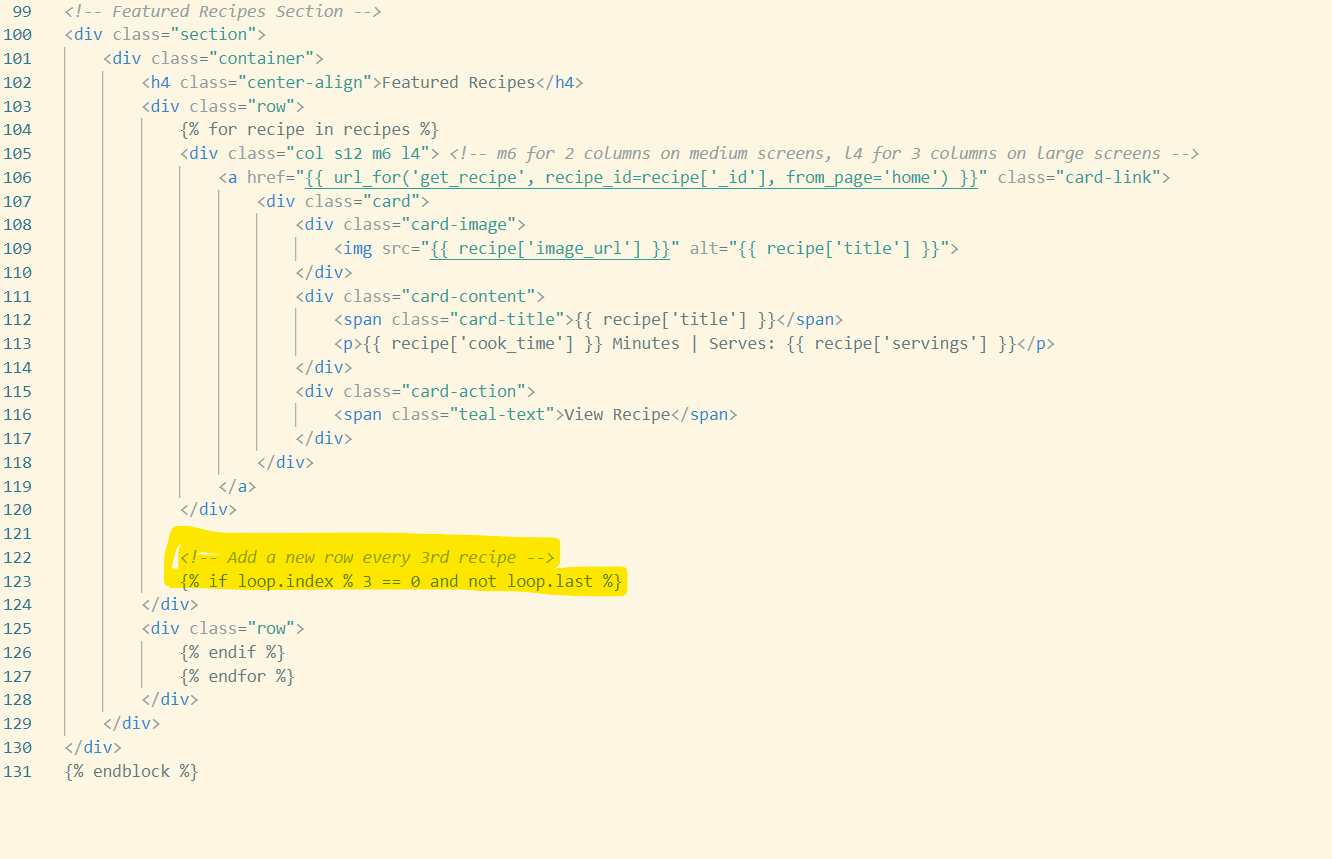 99 <!-- Featured Recipes Section -->
100 <div class="section">
101 <div class="container">
102 <h4 class="center-align">Featured Recipes</h4>
103 <div class="row">
104 {% for recipe in recipes %}
105 <div class="col s12 m6 l4"> <!-- m6 for 2 columns on medium screens, l4 for 3 columns on large screens -->
106 <a href="{{ url_for('get_recipe', recipe_id=recipe['_id'], from_page='home') }}" class="card-link">
107 <div class="card">
108 <div class="card-image">
109 <img src="{{ recipe['image_url'] }}" alt="{{ recipe['title'] }}">
110 </div>
111 <div class="card-content">
112 <span class="card-title">{{ recipe['title'] }}</span>
113 <p>{{ recipe['cook_time'] }} Minutes | Serves: {{ recipe['servings'] }}</p>
114 </div>
115 <div class="card-action">
116 <span class="teal-text">View Recipe</span>
117 </div>
118 </div>
119 </a>
120 </div>
121
122 <!-- Add a new row every 3rd recipe -->
123 {% if loop.index % 3 == 0 and not loop.last %}
124 </div>
125 <div class="row">
126 {% endif %}
127 {% endfor %}
128 </div>
129 </div>
130 </div>
131 {% endblock %}